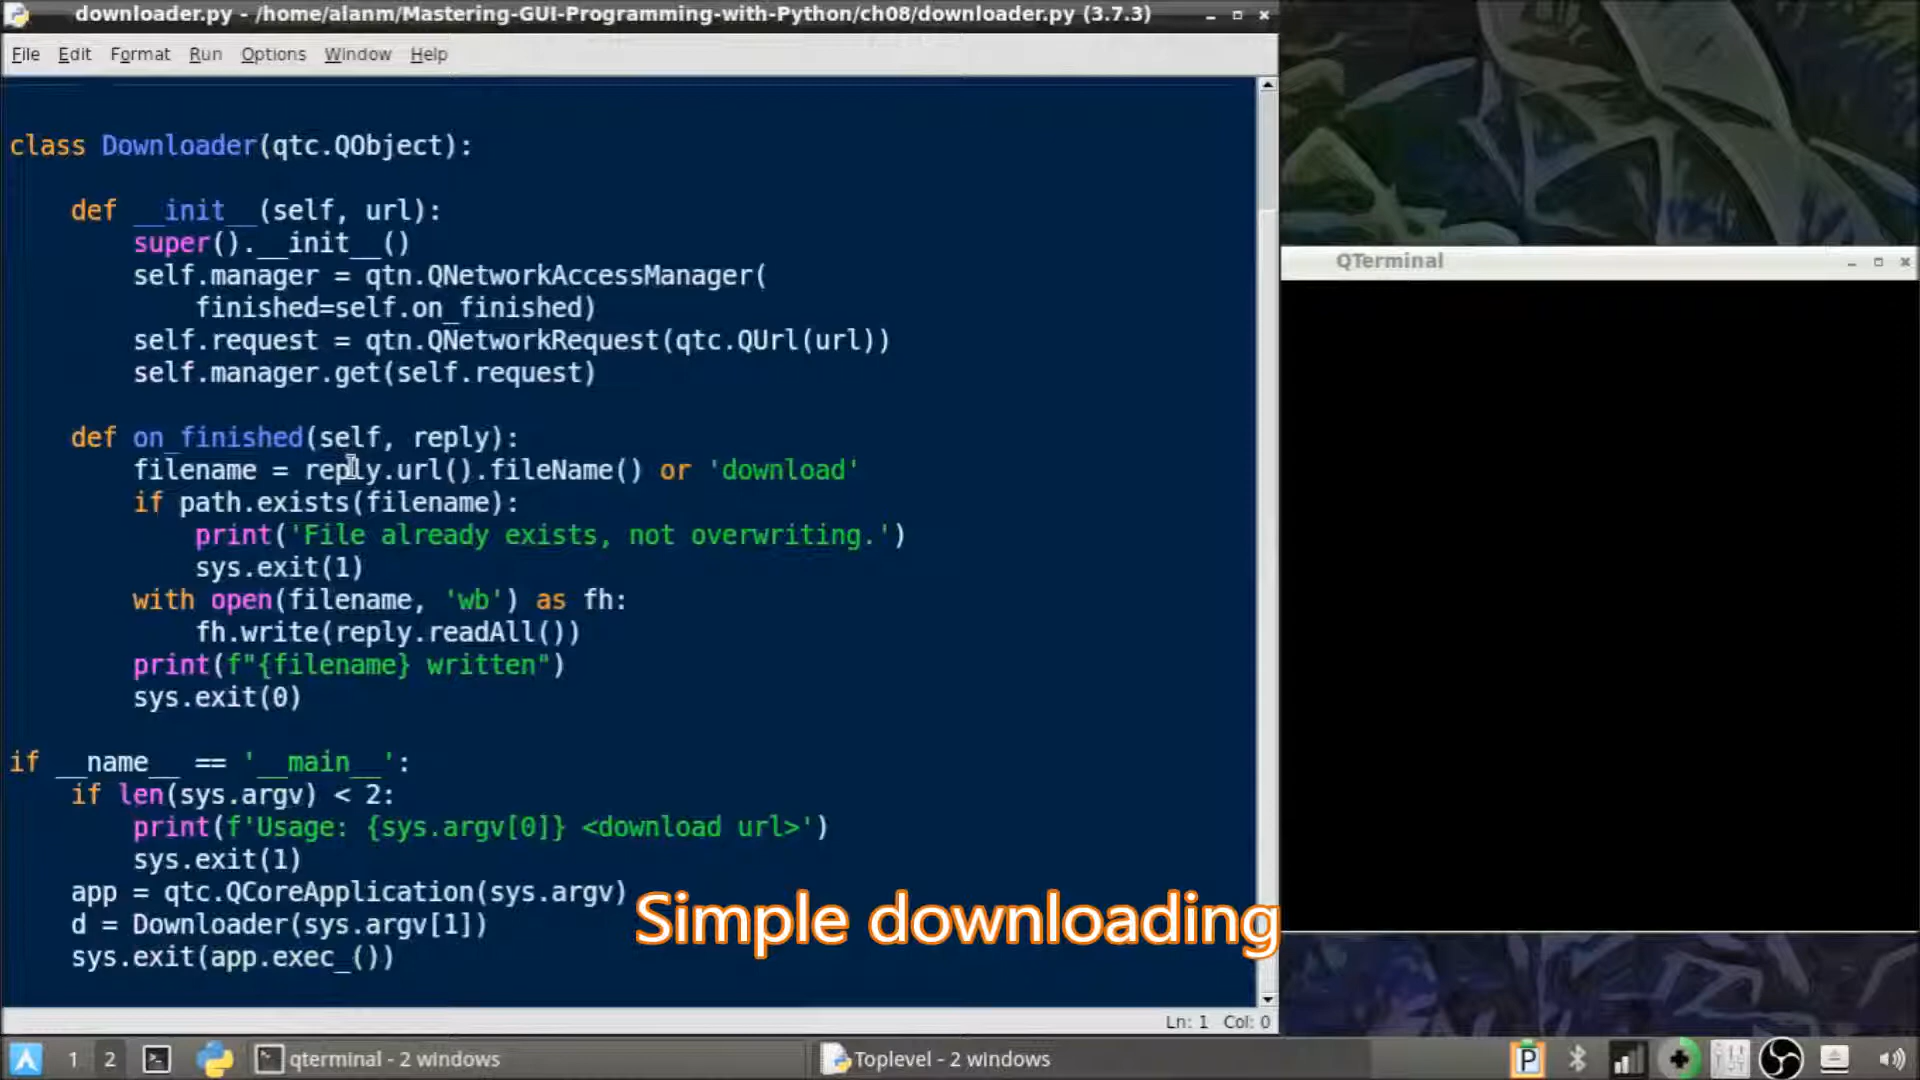 downloader.py - /home/alanm/Mastering-GUI-Programming-with-Python/ch08/downloader.py (3.7.3)
File Edit Format Run Options Window Help
class Downloader(qtc.QObject):
    def __init__(self, url):
        super().__init__()
        self.manager = qtn.QNetworkAccessManager(
            finished=self.on_finished)
        self.request = qtn.QNetworkRequest(qtc.QUrl(url))
        self.manager.get(self.request)
    def on_finished(self, reply):
        filename = reply.url().fileName() or 'download'
        if path.exists(filename):
            print('File already exists, not overwriting.')
            sys.exit(1)
        with open(filename, 'wb') as fh:
            fh.write(reply.readAll())
        print(f"{filename} written")
        sys.exit(0)
if __name__ == '__main__':
    if len(sys.argv) < 2:
        print(f'Usage: {sys.argv[0]} <download url>')
        sys.exit(1)
    app = qtc.QCoreApplication(sys.argv)
    d = Downloader(sys.argv[1])
    sys.exit(app.exec_())
Simple downloading
Ln: 1 Col: 0
QTerminal
1 2 qterminal - 2 windows Toplevel - 2 windows P